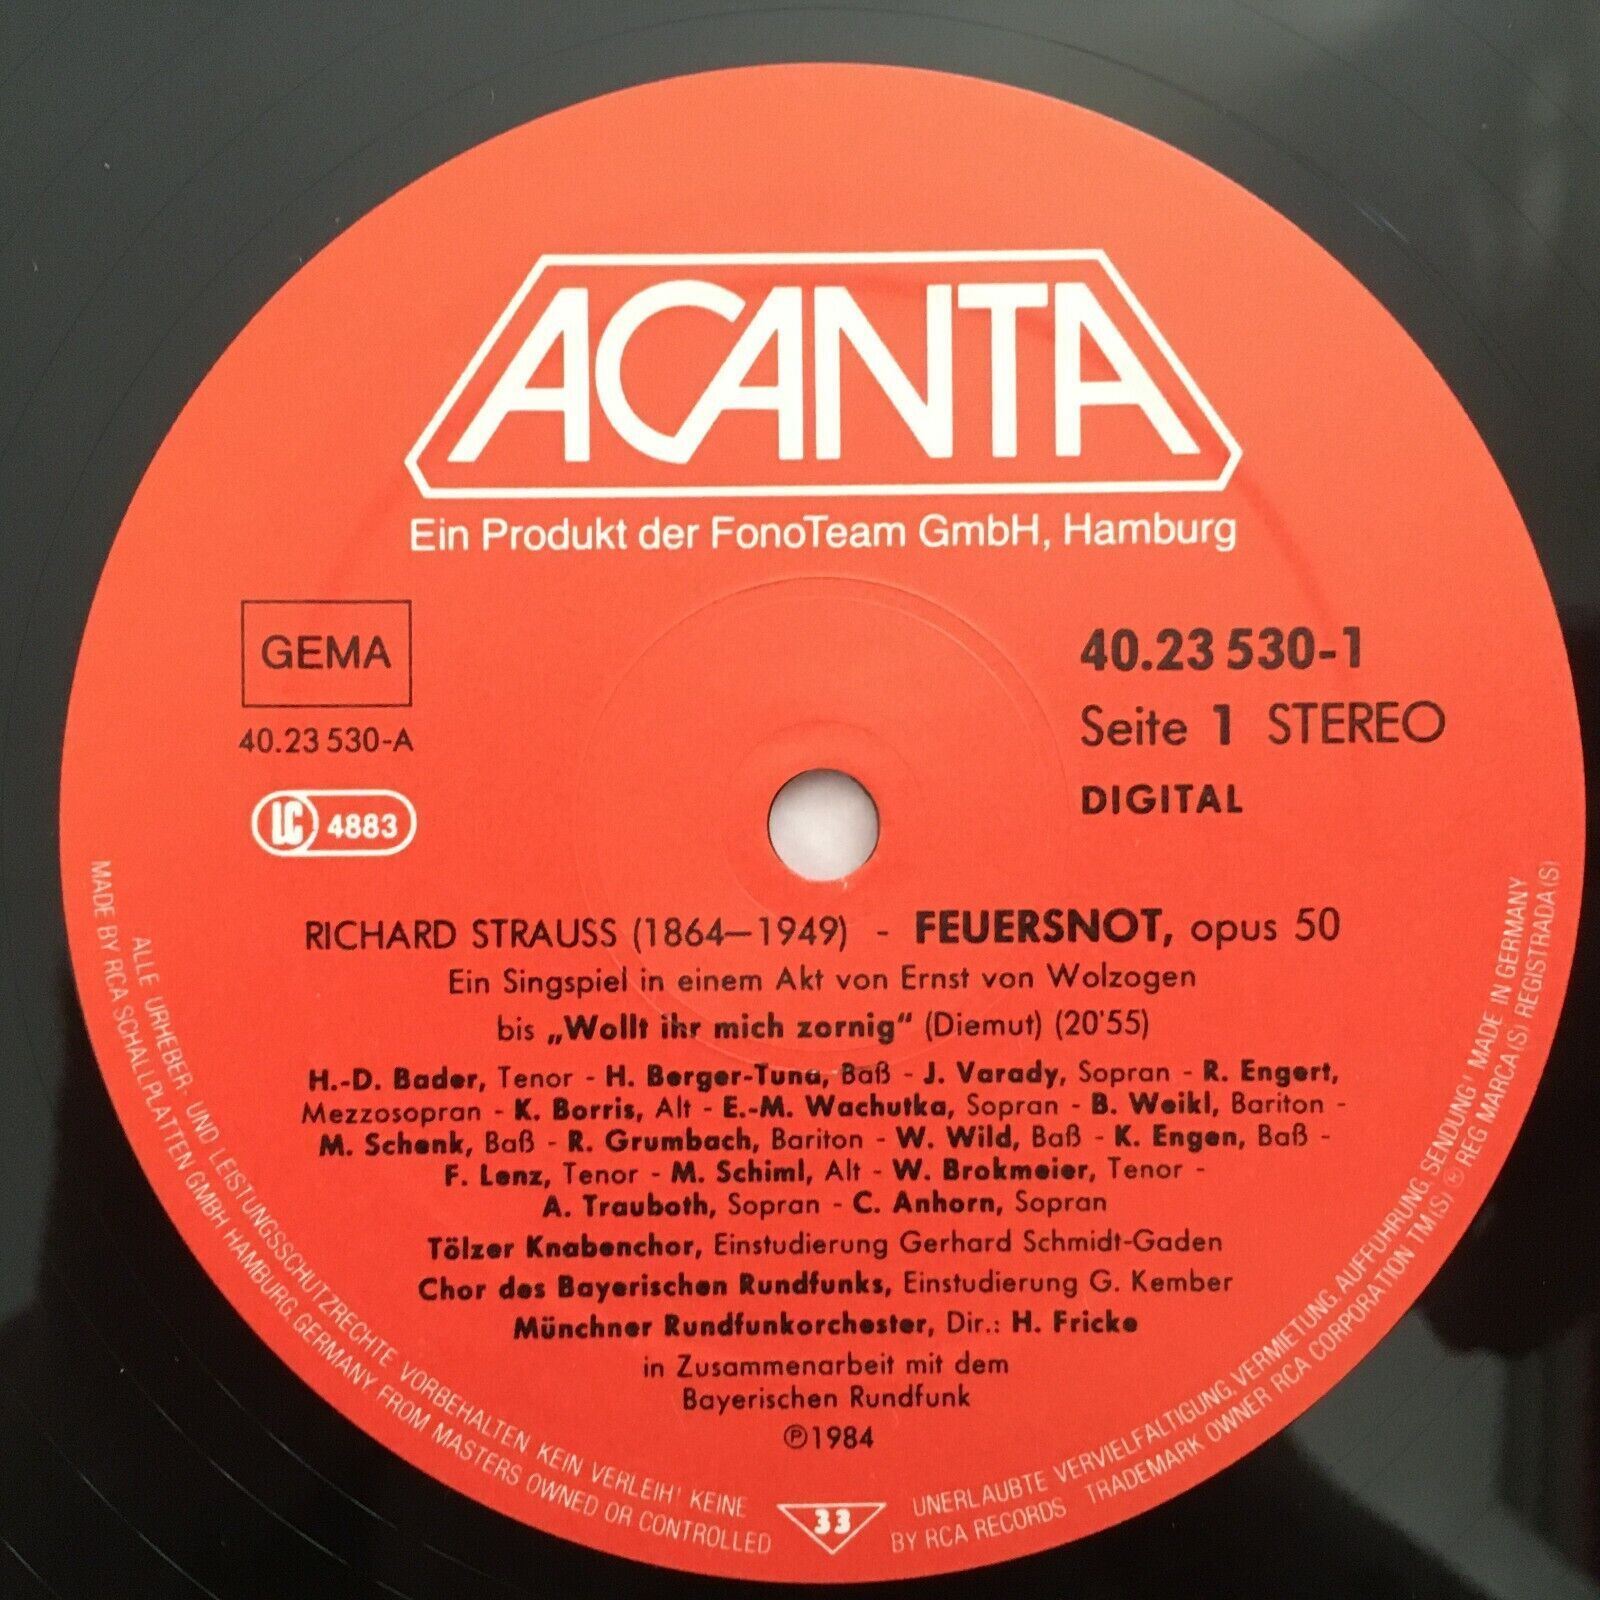 ACANTA
Ein Produkt der FonoTeam GmbH, Hamburg
GEMA
40.23 530-A
LC 4883
40.23 530-1
Seite 1 STEREO
DIGITAL
RICHARD STRAUSS (1864–1949) - FEUERSNOT, opus 50
Ein Singspiel in einem Akt von Ernst von Wolzogen
bis „Wollt ihr mich zornig“ (Diemut) (20'55)
H.-D. Bader, Tenor - H. Berger-Tuna, Baß - J. Varady, Sopran - R. Engert,
Mezzosopran - K. Borris, Alt - E.-M. Wachutka, Sopran - B. Weikl, Bariton -
M. Schenk, Baß - R. Grumbach, Bariton - W. Wild, Baß - K. Engen, Baß -
F. Lenz, Tenor - M. Schiml, Alt - W. Brokmeier, Tenor -
A. Trauboth, Sopran - C. Anhorn, Sopran
Tölzer Knabenchor, Einstudierung Gerhard Schmidt-Gaden
Chor des Bayerischen Rundfunks, Einstudierung G. Kember
Münchner Rundfunkorchester, Dir.: H. Fricke
in Zusammenarbeit mit dem
Bayerischen Rundfunk
℗1984
33
ALLE URHEBER- UND LEISTUNGSSCHUTZRECHTE VORBEHALTEN KEIN VERLEIH! KEINE UNERLAUBTE VERVIELFALTIGUNG, VERMIETUNG, AUFFUHRUNG, SENDUNG! MADE IN GERMANY
MADE BY RCA SCHALLPLATTEN GMBH HAMBURG, GERMANY FROM MASTERS OWNED OR CONTROLLED BY RCA RECORDS TRADEMARK OWNER RCA CORPORATION TM(S) ® REG MARCA(S) REGISTRADA(S)